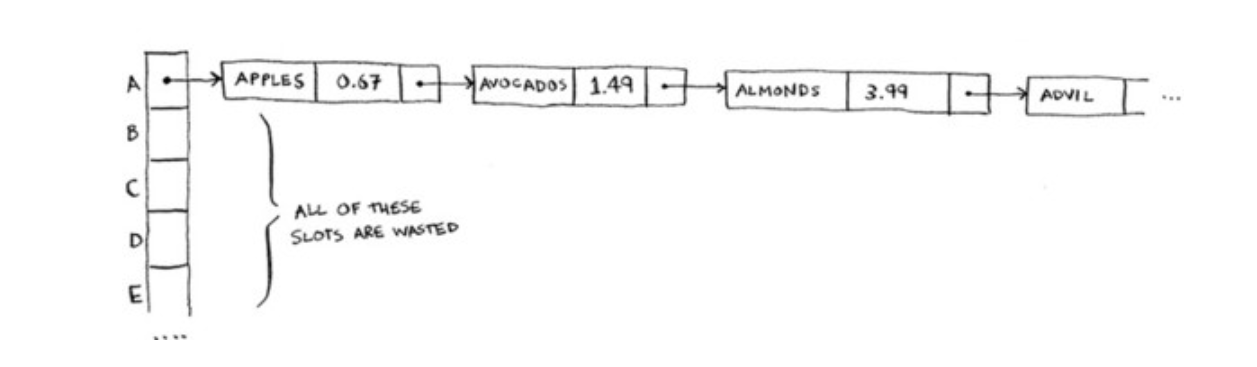 A APPLES 0.67 AVOCADOS 1.49 ALMONDS 3.99 ADVIL ...
B
C
ALL OF THESE
SLOTS ARE WASTED
D
E
....